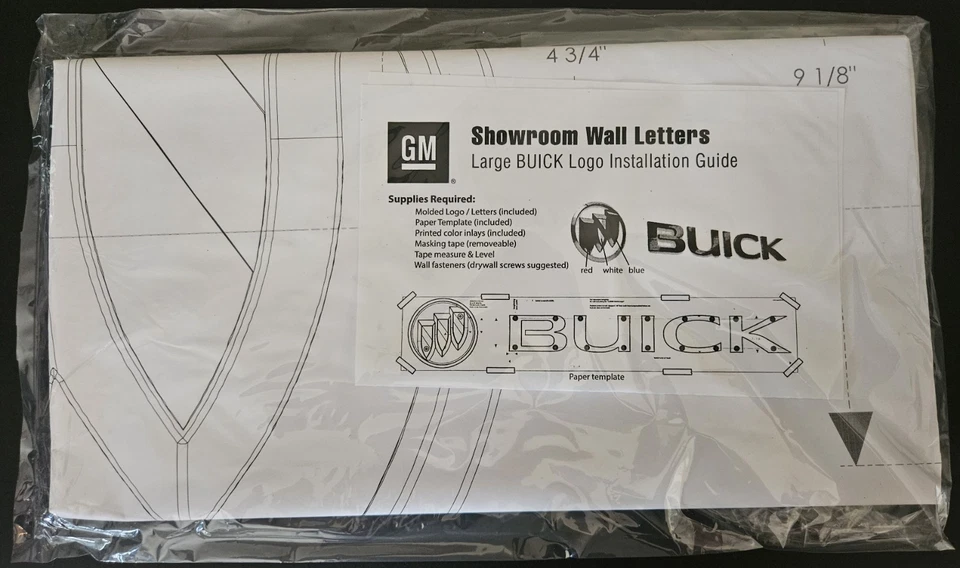 4 3/4"
9 1/8"
GM
®
Showroom Wall Letters
Large BUICK Logo Installation Guide
Supplies Required:
Molded Logo / Letters (included)
Paper Template (included)
Printed color inlays (included)
Masking tape (removeable)
Tape measure & Level
Wall fasteners (drywall screws suggested)
red white blue
BUICK
BUICK
Paper template